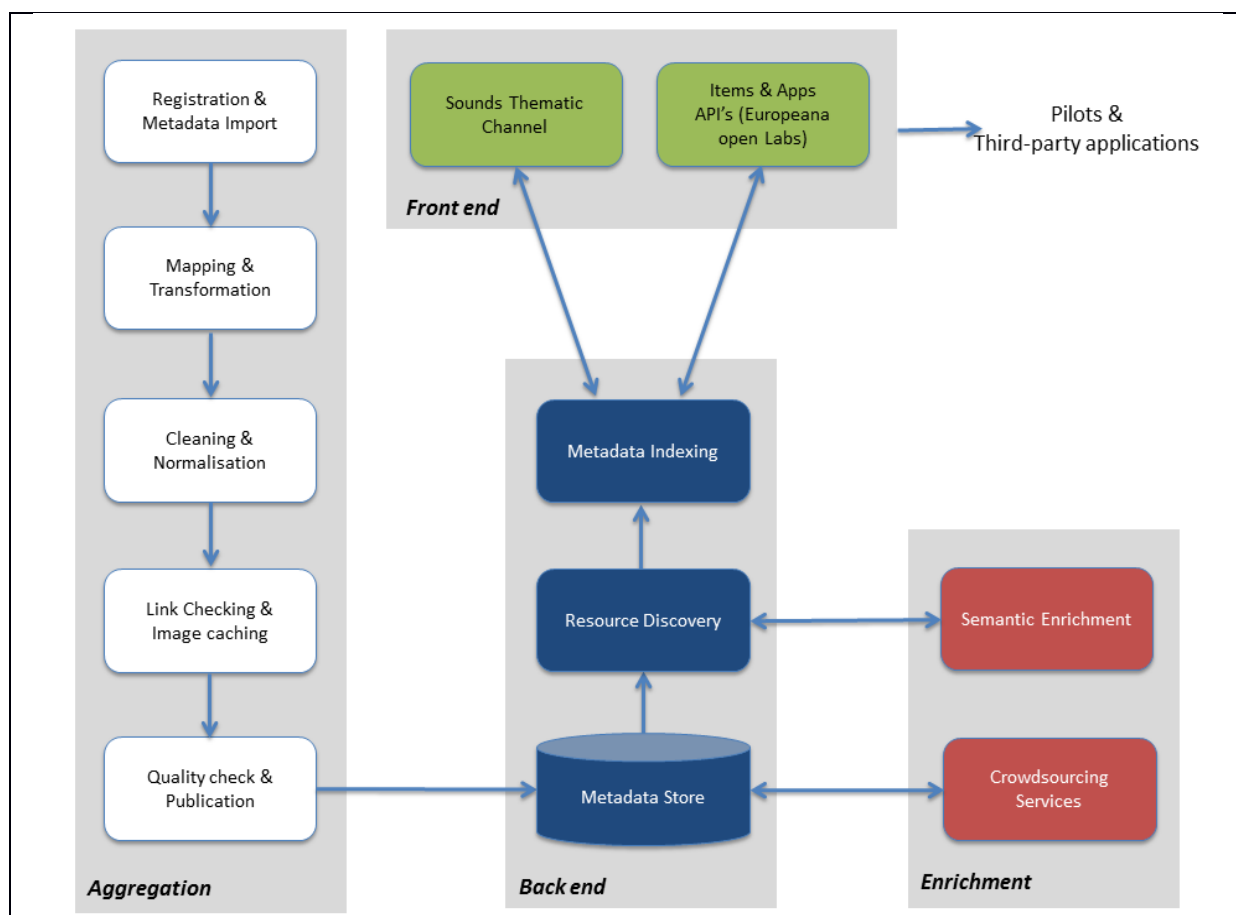 Registration &
Metadata Import
Mapping &
Transformation
Cleaning &
Normalisation
Link Checking &
Image caching
Quality check &
Publication
Aggregation
Sounds Thematic
Channel
Items & Apps
API's (Europeana
open Labs)
Front end
Pilots &
Third-party applications
Metadata Indexing
Resource Discovery
Metadata Store
Back end
Semantic Enrichment
Crowdsourcing
Services
Enrichment